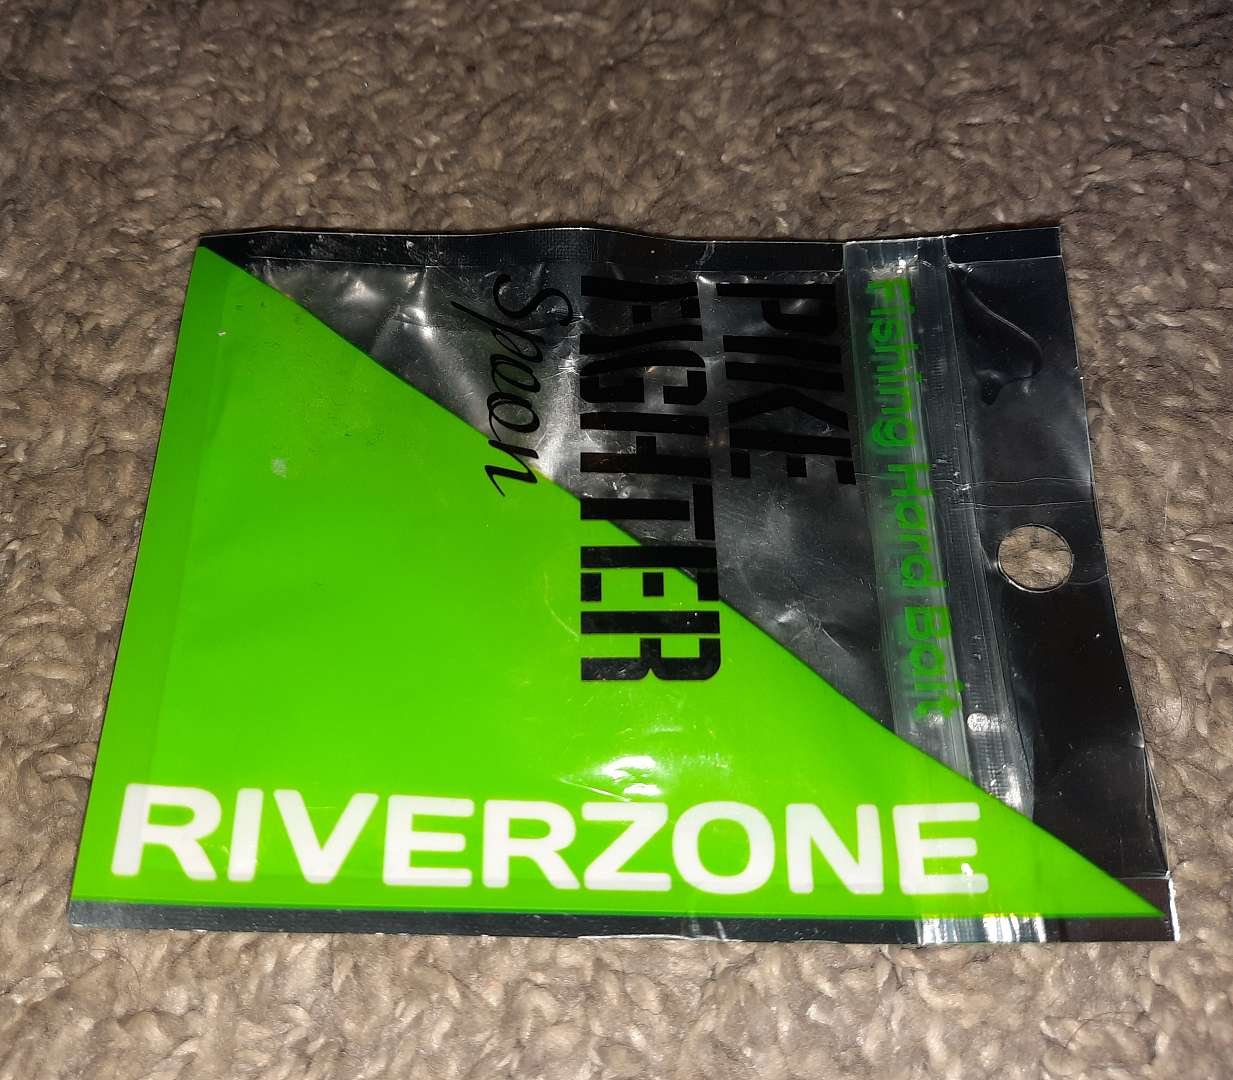 Fishing Hard Bait
PIKE
FIGHTER
Spoon
RIVERZONE